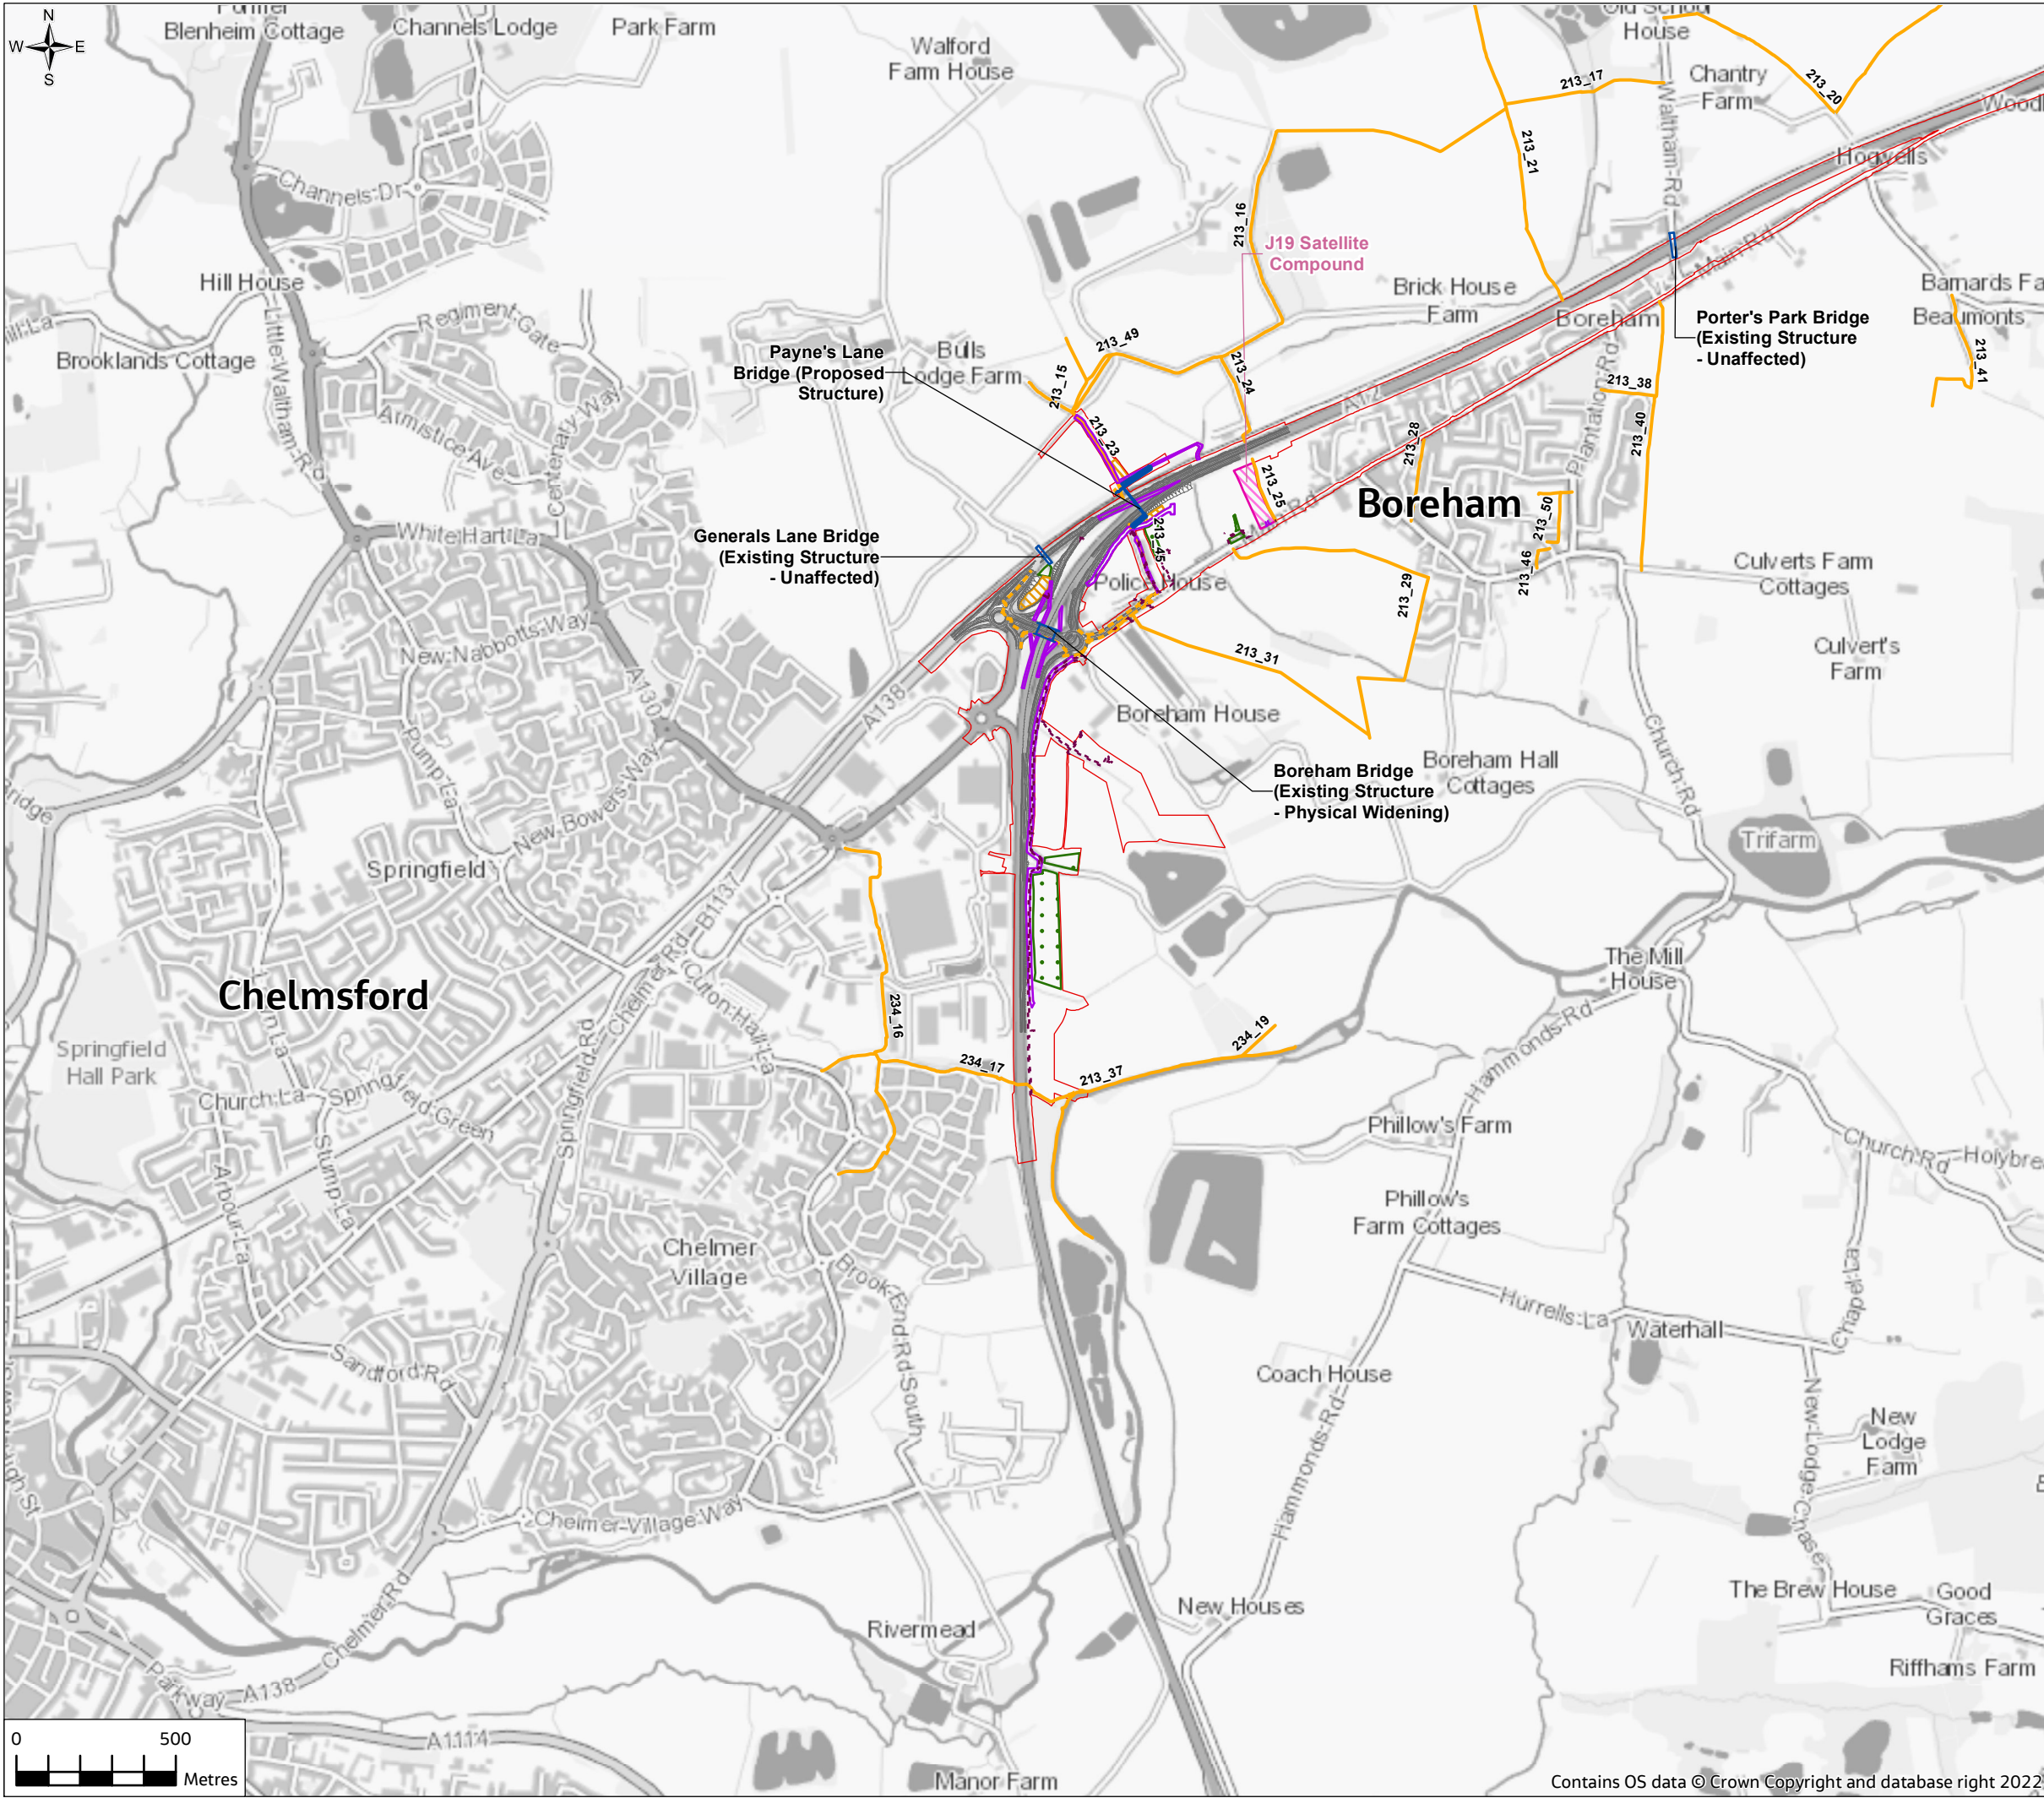 N
W E
S
Blenheim Cottage
Channels Lodge
Park Farm
Walford
Farm House
Old School
House
Chantry
Farm
213_17
213_20
Waltham-Rd
213_21
Hogwells
Channels-Dr
213_16
J19 Satellite
Compound
Main-Rd
Hill House
Little-Waltham-Rd
Regiment-Gate
Brick House
Farm
Boreham
Porter's Park Bridge
(Existing Structure
- Unaffected)
Beaumonts
213_41
Brooklands Cottage
Payne's Lane
Bridge (Proposed
Structure)
Bulls
Lodge Farm
213_49
213_15
213_24
Plantation-Rd
213_38
213_40
Armistice-Ave
Centenary-Way
213_23
213_28
213_25
Boreham
213_50
213_46
White-Hart-La
Generals Lane Bridge
(Existing Structure
- Unaffected)
213_45
Police House
213_29
Culverts Farm
Cottages
New-Nabbotts-Way
A130
A138
213_31
Culvert's
Farm
Boreham House
Pump-La
New-Bowers-Way
Boreham Bridge
(Existing Structure
- Physical Widening)
Boreham Hall
Cottages
Church-Rd
Trifarm
Springfield
Chelmer-Rd-B1137
Cuton-Hall-La
Chelmsford
234_16
The Mill
House
Springfield
Hall Park
Springfield-Rd
234_17
213_37
234_19
Hammonds-Rd
Church-La
Springfield-Green
Stump-La
Arbour-La
Phillow's Farm
Church-Rd
Phillow's
Farm Cottages
Chelmer
Village
Brook-End-Rd-South
Hurrells-La
Waterhall
Chapel-La
Sandford-Rd
Coach House
Hammonds-Rd
New-Lodge-Chase
New
Lodge
Farm
Chelmer-Village-Way
The Brew House
Good
Graces
New Houses
Chelmer-Rd
Rivermead
Riffhams Farm
Parkway
A138
A1114
0 500
Metres
Manor Farm
Contains OS data © Crown Copyright and database right 2022